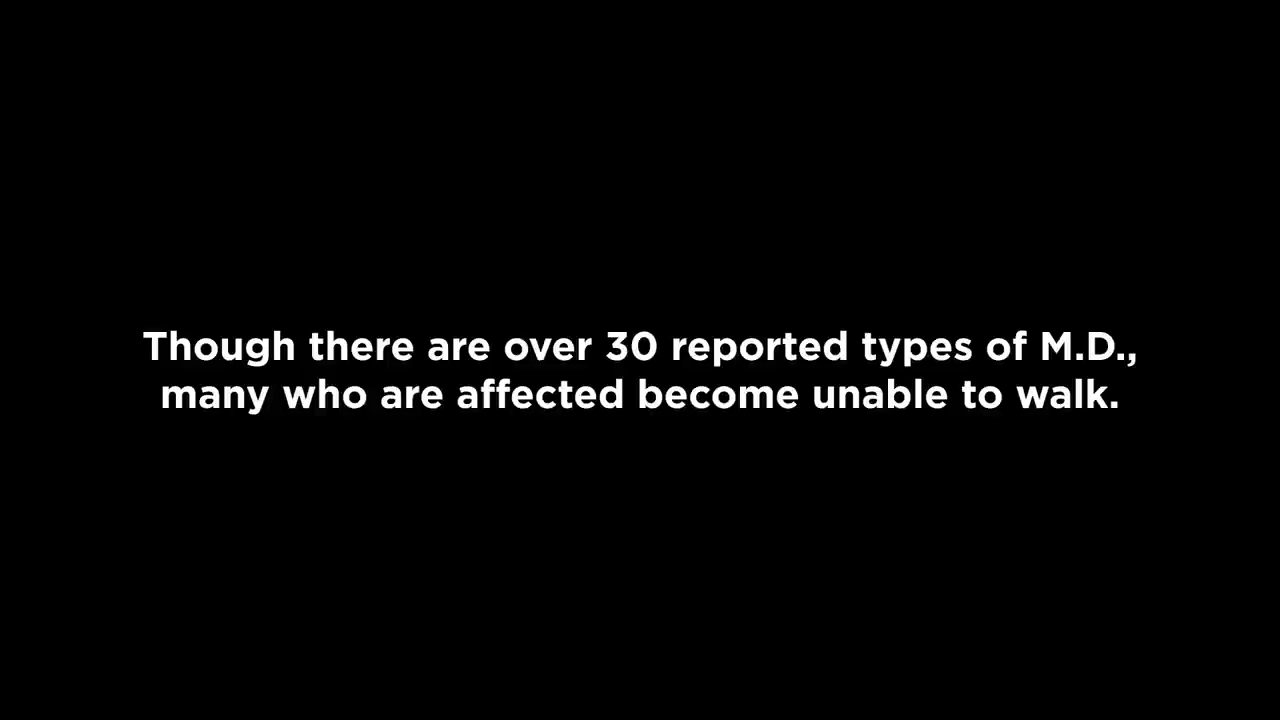 Though there are over 30 reported types of M.D.,
many who are affected become unable to walk.